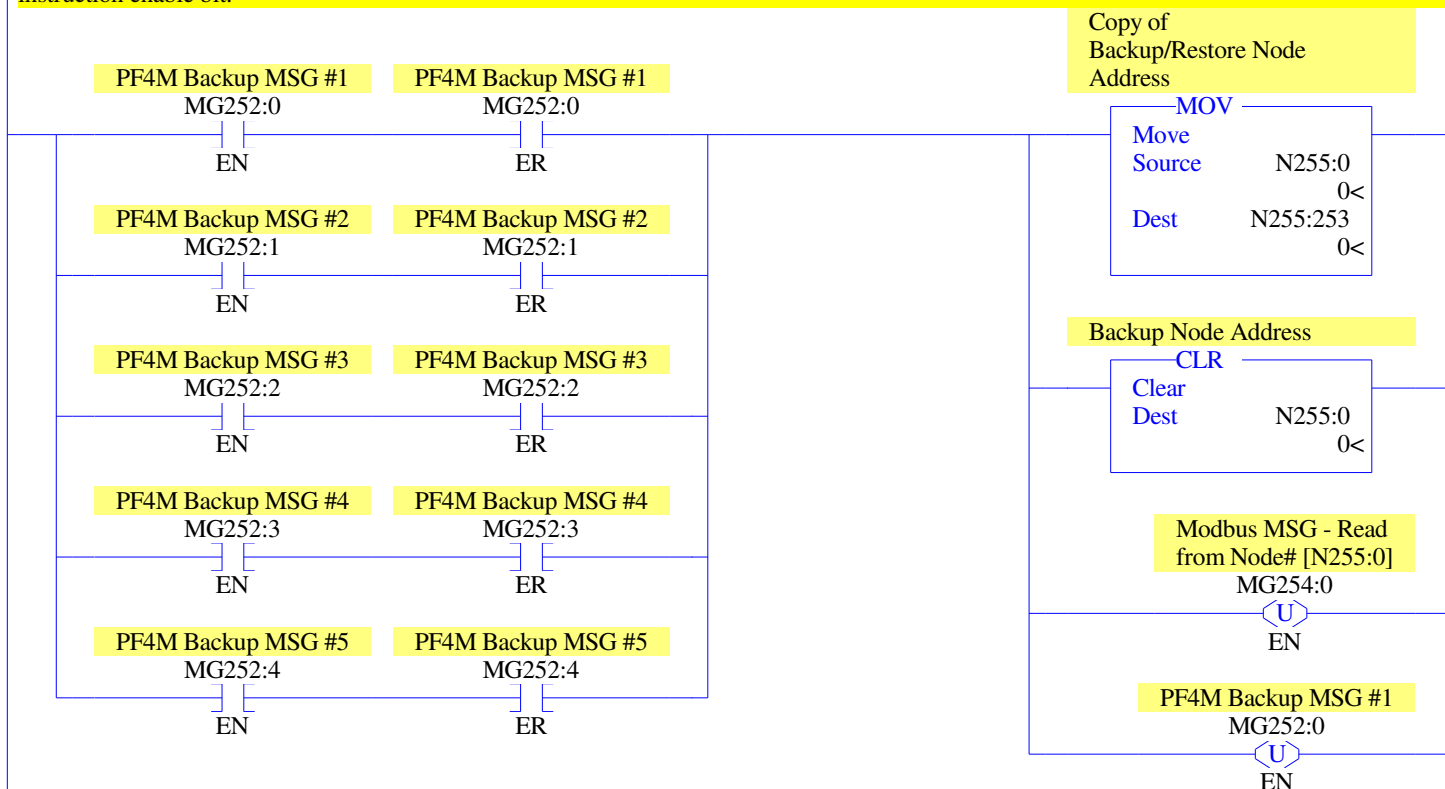 instruction enable bit.
Copy of
Backup/Restore Node
Address
PF4M Backup MSG #1 PF4M Backup MSG #1
MG252:0 MG252:0
EN ER
MOV
Move
Source N255:0
0<
Dest N255:253
0<
PF4M Backup MSG #2 PF4M Backup MSG #2
MG252:1 MG252:1
EN ER
Backup Node Address
CLR
Clear
Dest N255:0
0<
PF4M Backup MSG #3 PF4M Backup MSG #3
MG252:2 MG252:2
EN ER
PF4M Backup MSG #4 PF4M Backup MSG #4
MG252:3 MG252:3
EN ER
Modbus MSG - Read
from Node# [N255:0]
MG254:0
U
EN
PF4M Backup MSG #5 PF4M Backup MSG #5
MG252:4 MG252:4
EN ER
PF4M Backup MSG #1
MG252:0
U
EN